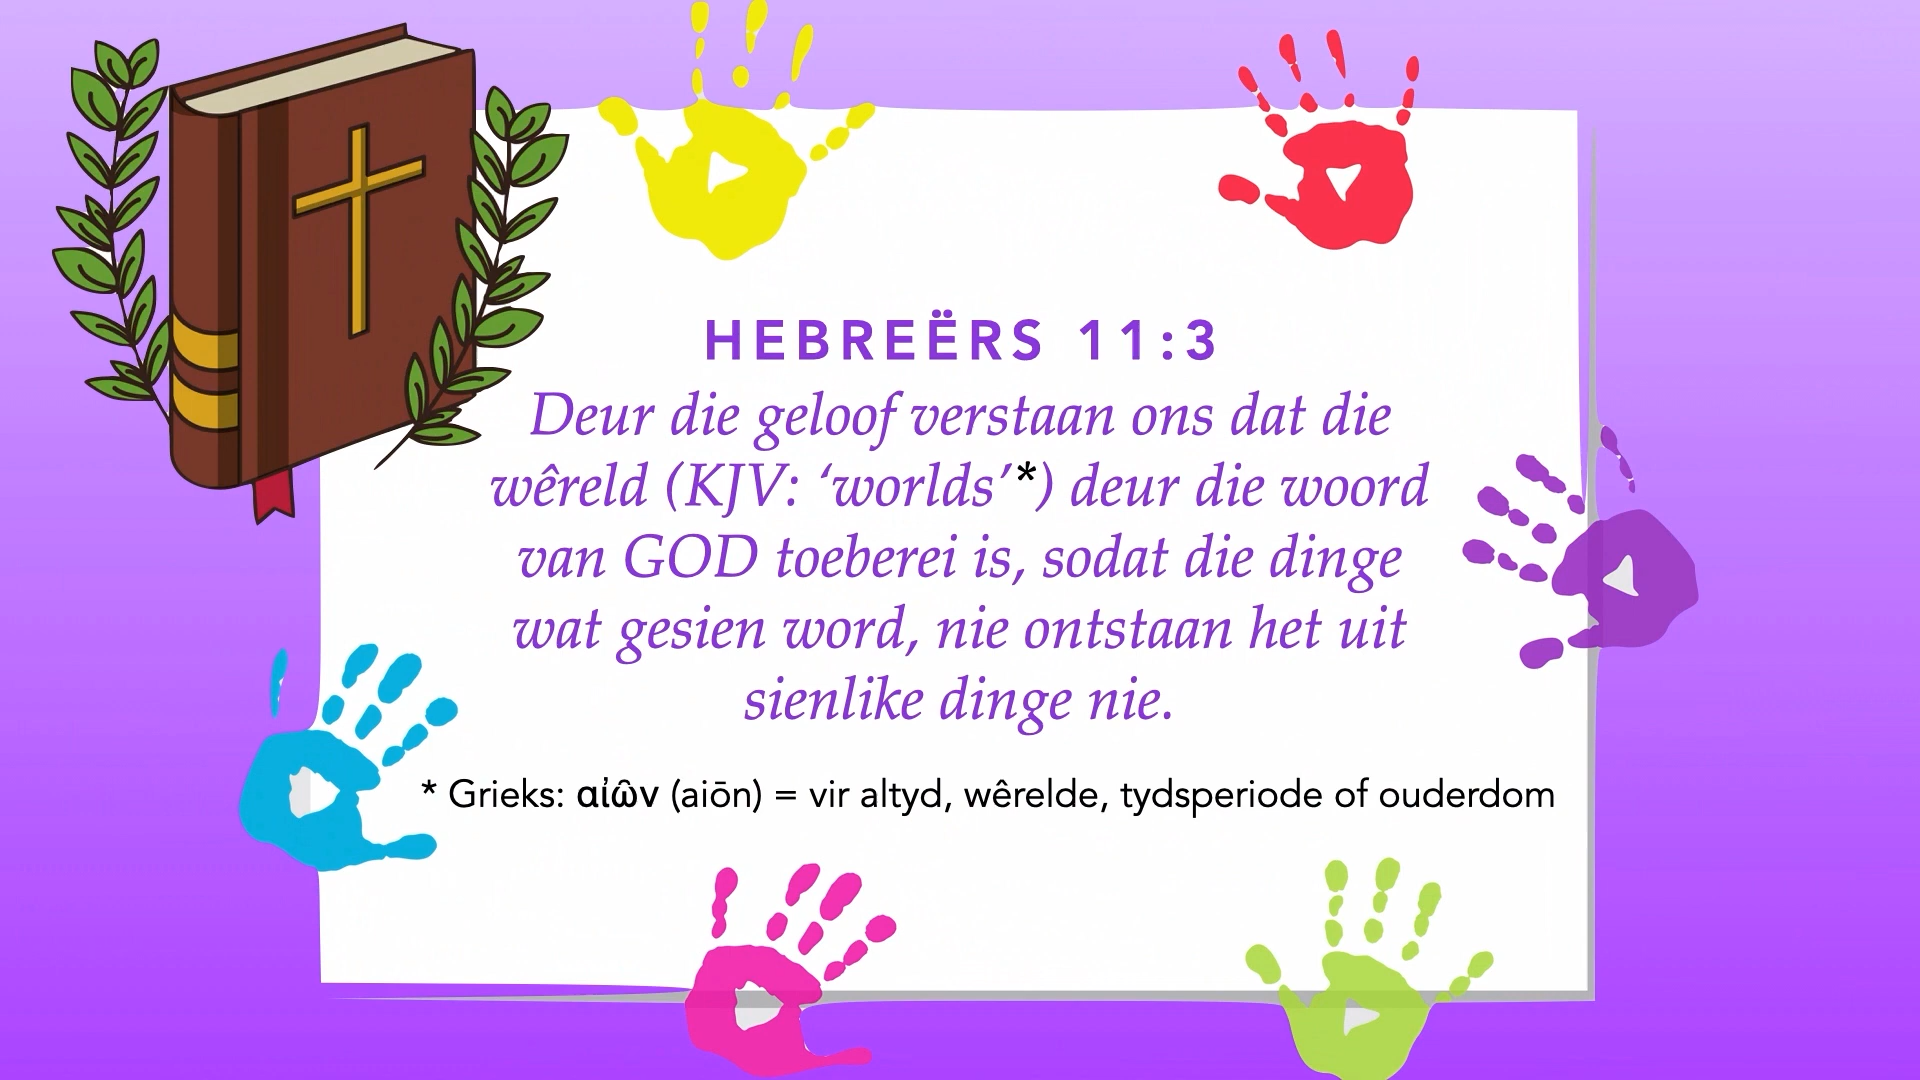 HEBREËRS 11:3
Deur die geloof verstaan ons dat die
wêreld (KJV: ‘worlds’*) deur die woord
van GOD toeberei is, sodat die dinge
wat gesien word, nie ontstaan het uit
sienlike dinge nie.
* Grieks: αἰῶν (aiōn) = vir altyd, wêrelde, tydsperiode of ouderdom